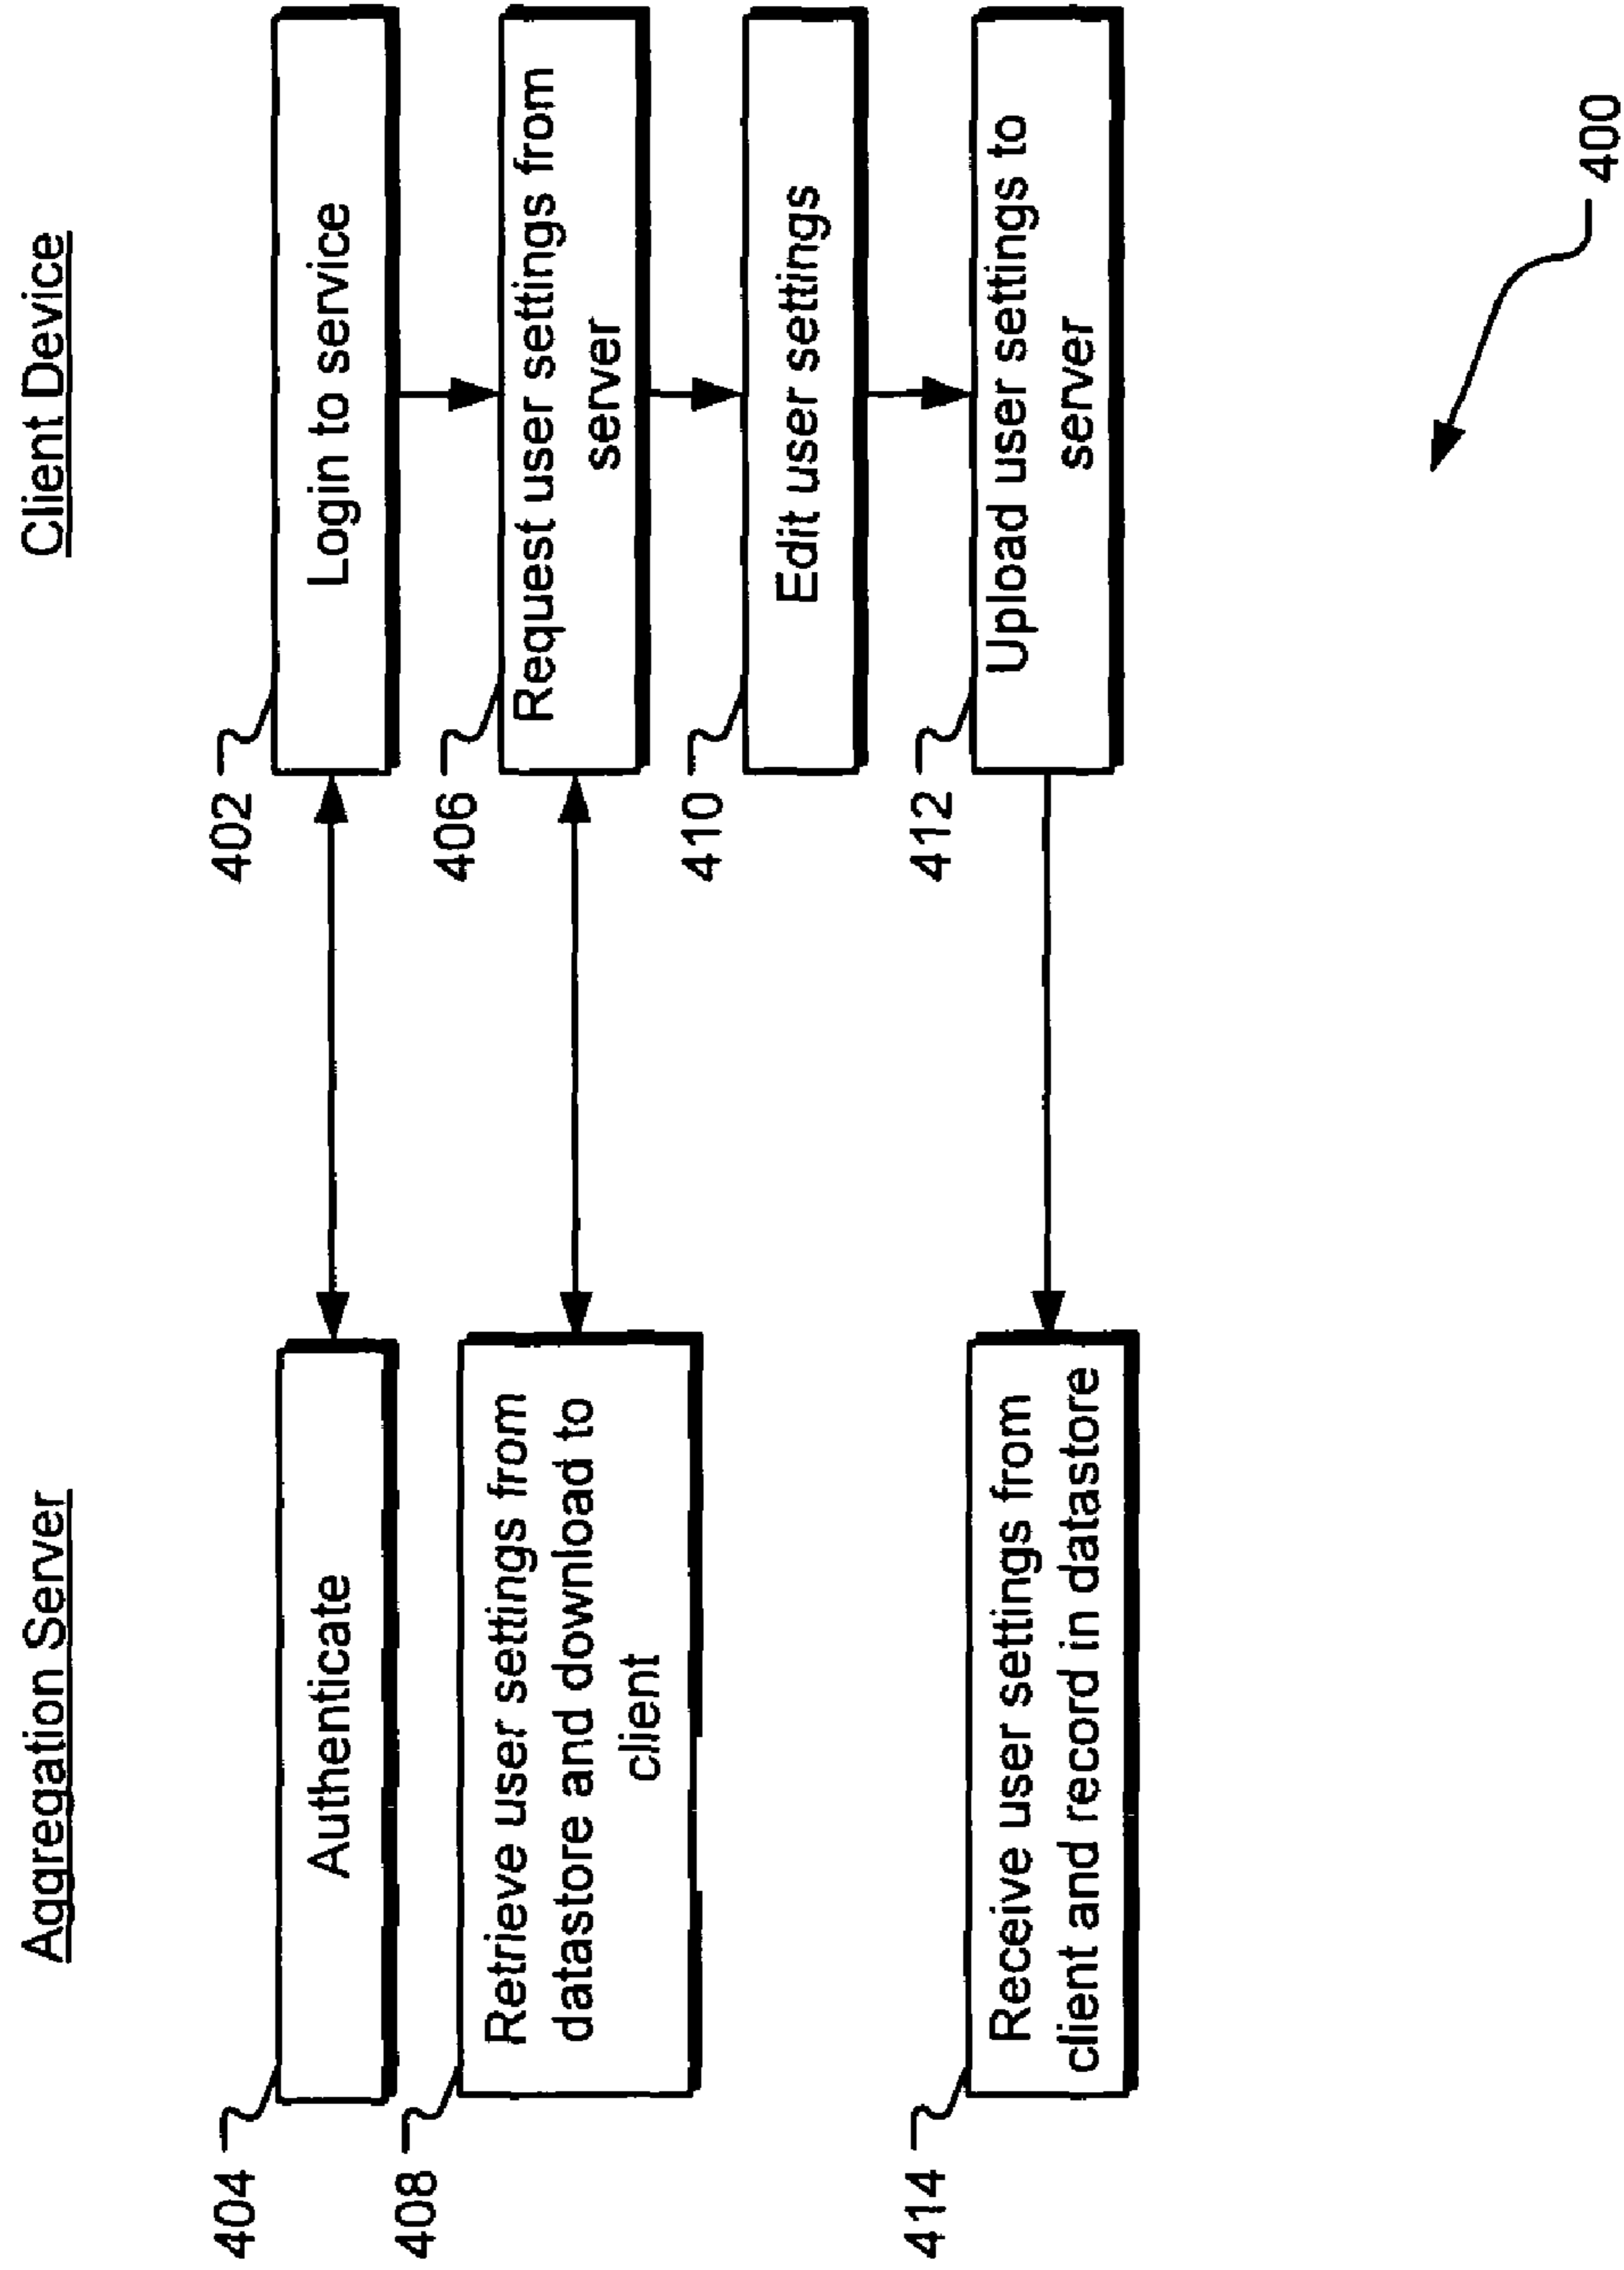 Aggregation Server
Client Device
404
Authenticate
402
Login to service
408
Retrieve user settings from
datastore and download to
client
406
Request user settings from
server
410
Edit user settings
414
Receive user settings from
client and record in datastore
412
Upload user settings to
server
400